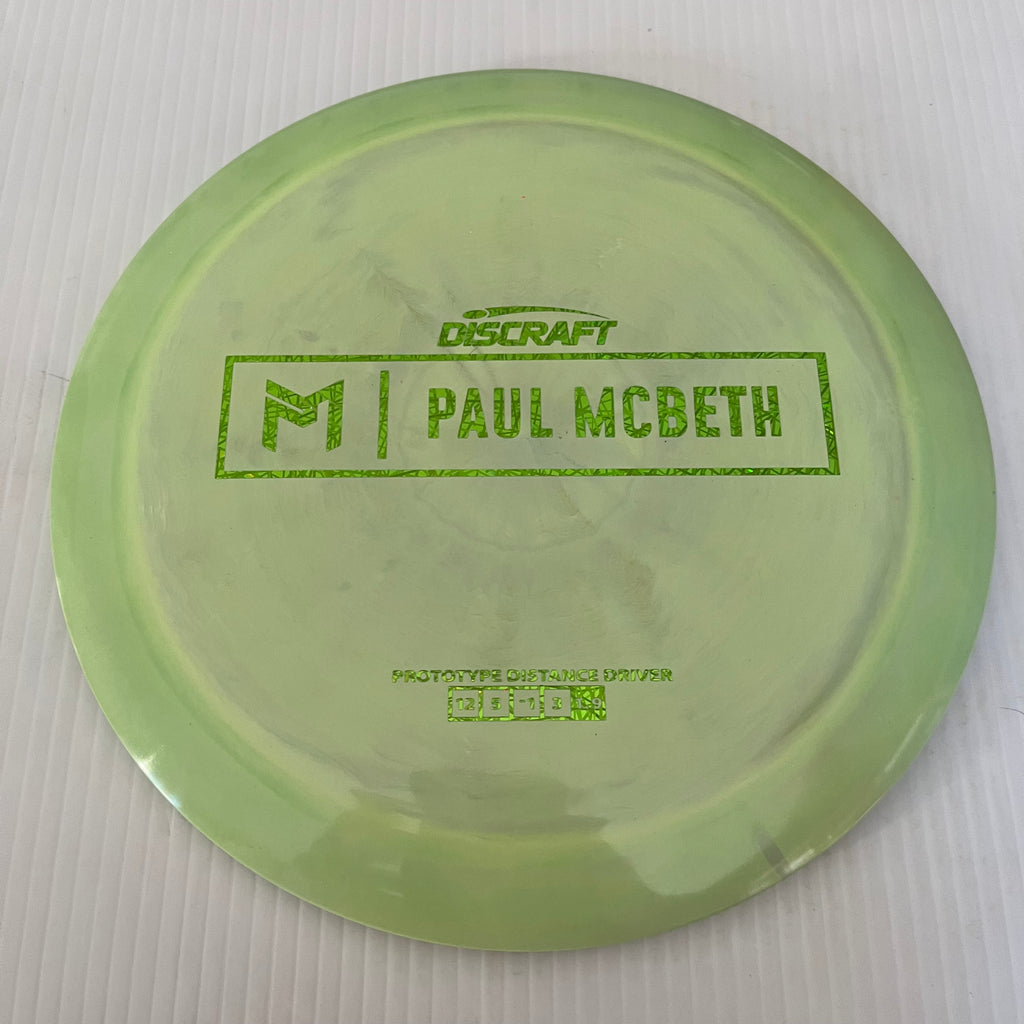 DISCRAFT
M | PAUL MCBETH
PROTOTYPE DISTANCE DRIVER
12 5 -1 3